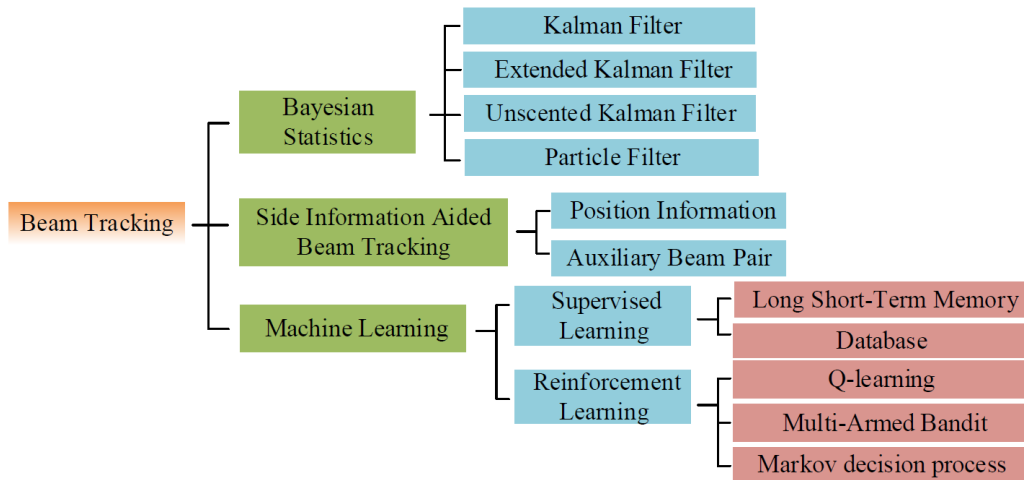 Beam Tracking
Bayesian
Statistics
Kalman Filter
Extended Kalman Filter
Unscented Kalman Filter
Particle Filter
Side Information Aided
Beam Tracking
Position Information
Auxiliary Beam Pair
Machine Learning
Supervised
Learning
Long Short-Term Memory
Database
Reinforcement
Learning
Q-learning
Multi-Armed Bandit
Markov decision process